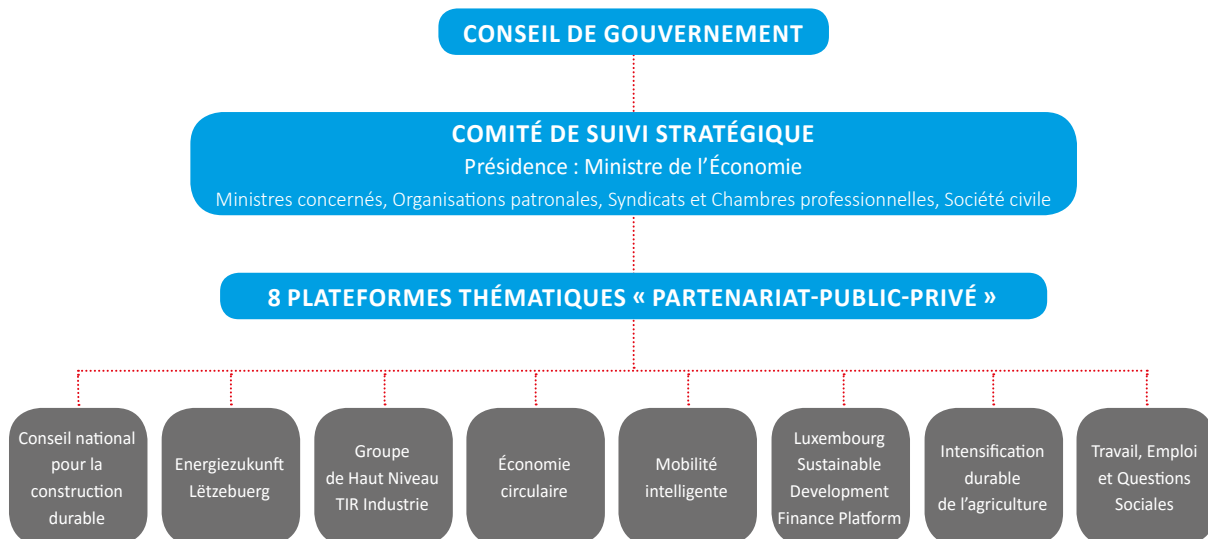 CONSEIL DE GOUVERNEMENT
COMITÉ DE SUIVI STRATÉGIQUE
Présidence : Ministre de l’Économie
Ministres concernés, Organisations patronales, Syndicats et Chambres professionnelles, Société civile
8 PLATEFORMES THÉMATIQUES « PARTENARIAT-PUBLIC-PRIVÉ »
Conseil national
pour la
construction
durable
Energiezukunft
Lëtzebuerg
Groupe
de Haut Niveau
TIR Industrie
Économie
circulaire
Mobilité
intelligente
Luxembourg
Sustainable
Development
Finance Platform
Intensification
durable
de l’agriculture
Travail, Emploi
et Questions
Sociales